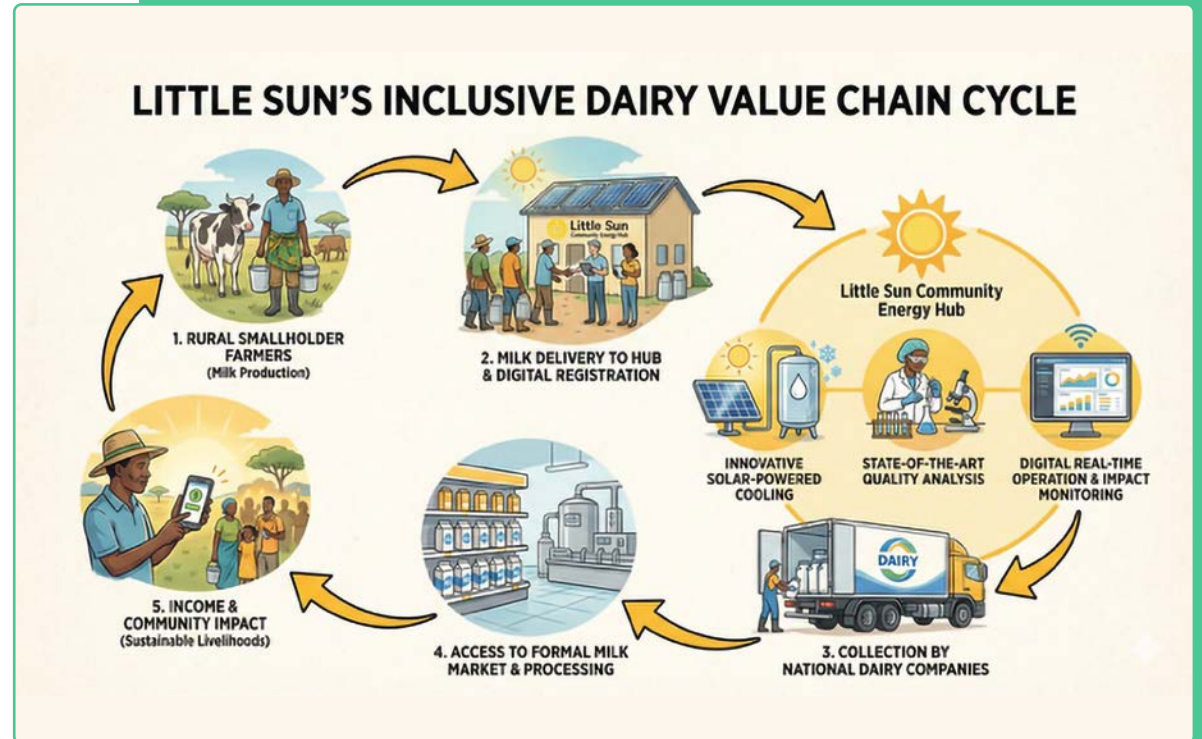 LITTLE SUN'S INCLUSIVE DAIRY VALUE CHAIN CYCLE
1. RURAL SMALLHOLDER
FARMERS
(Milk Production)
Little Sun
Community Energy Hub
2. MILK DELIVERY TO HUB
& DIGITAL REGISTRATION
Little Sun Community
Energy Hub
INNOVATIVE
SOLAR-POWERED
COOLING
STATE-OF-THE-ART
QUALITY ANALYSIS
DIGITAL REAL-TIME
OPERATION & IMPACT
MONITORING
DAIRY
3. COLLECTION BY
NATIONAL DAIRY COMPANIES
4. ACCESS TO FORMAL MILK
MARKET & PROCESSING
5. INCOME &
COMMUNITY IMPACT
(Sustainable Livelihoods)